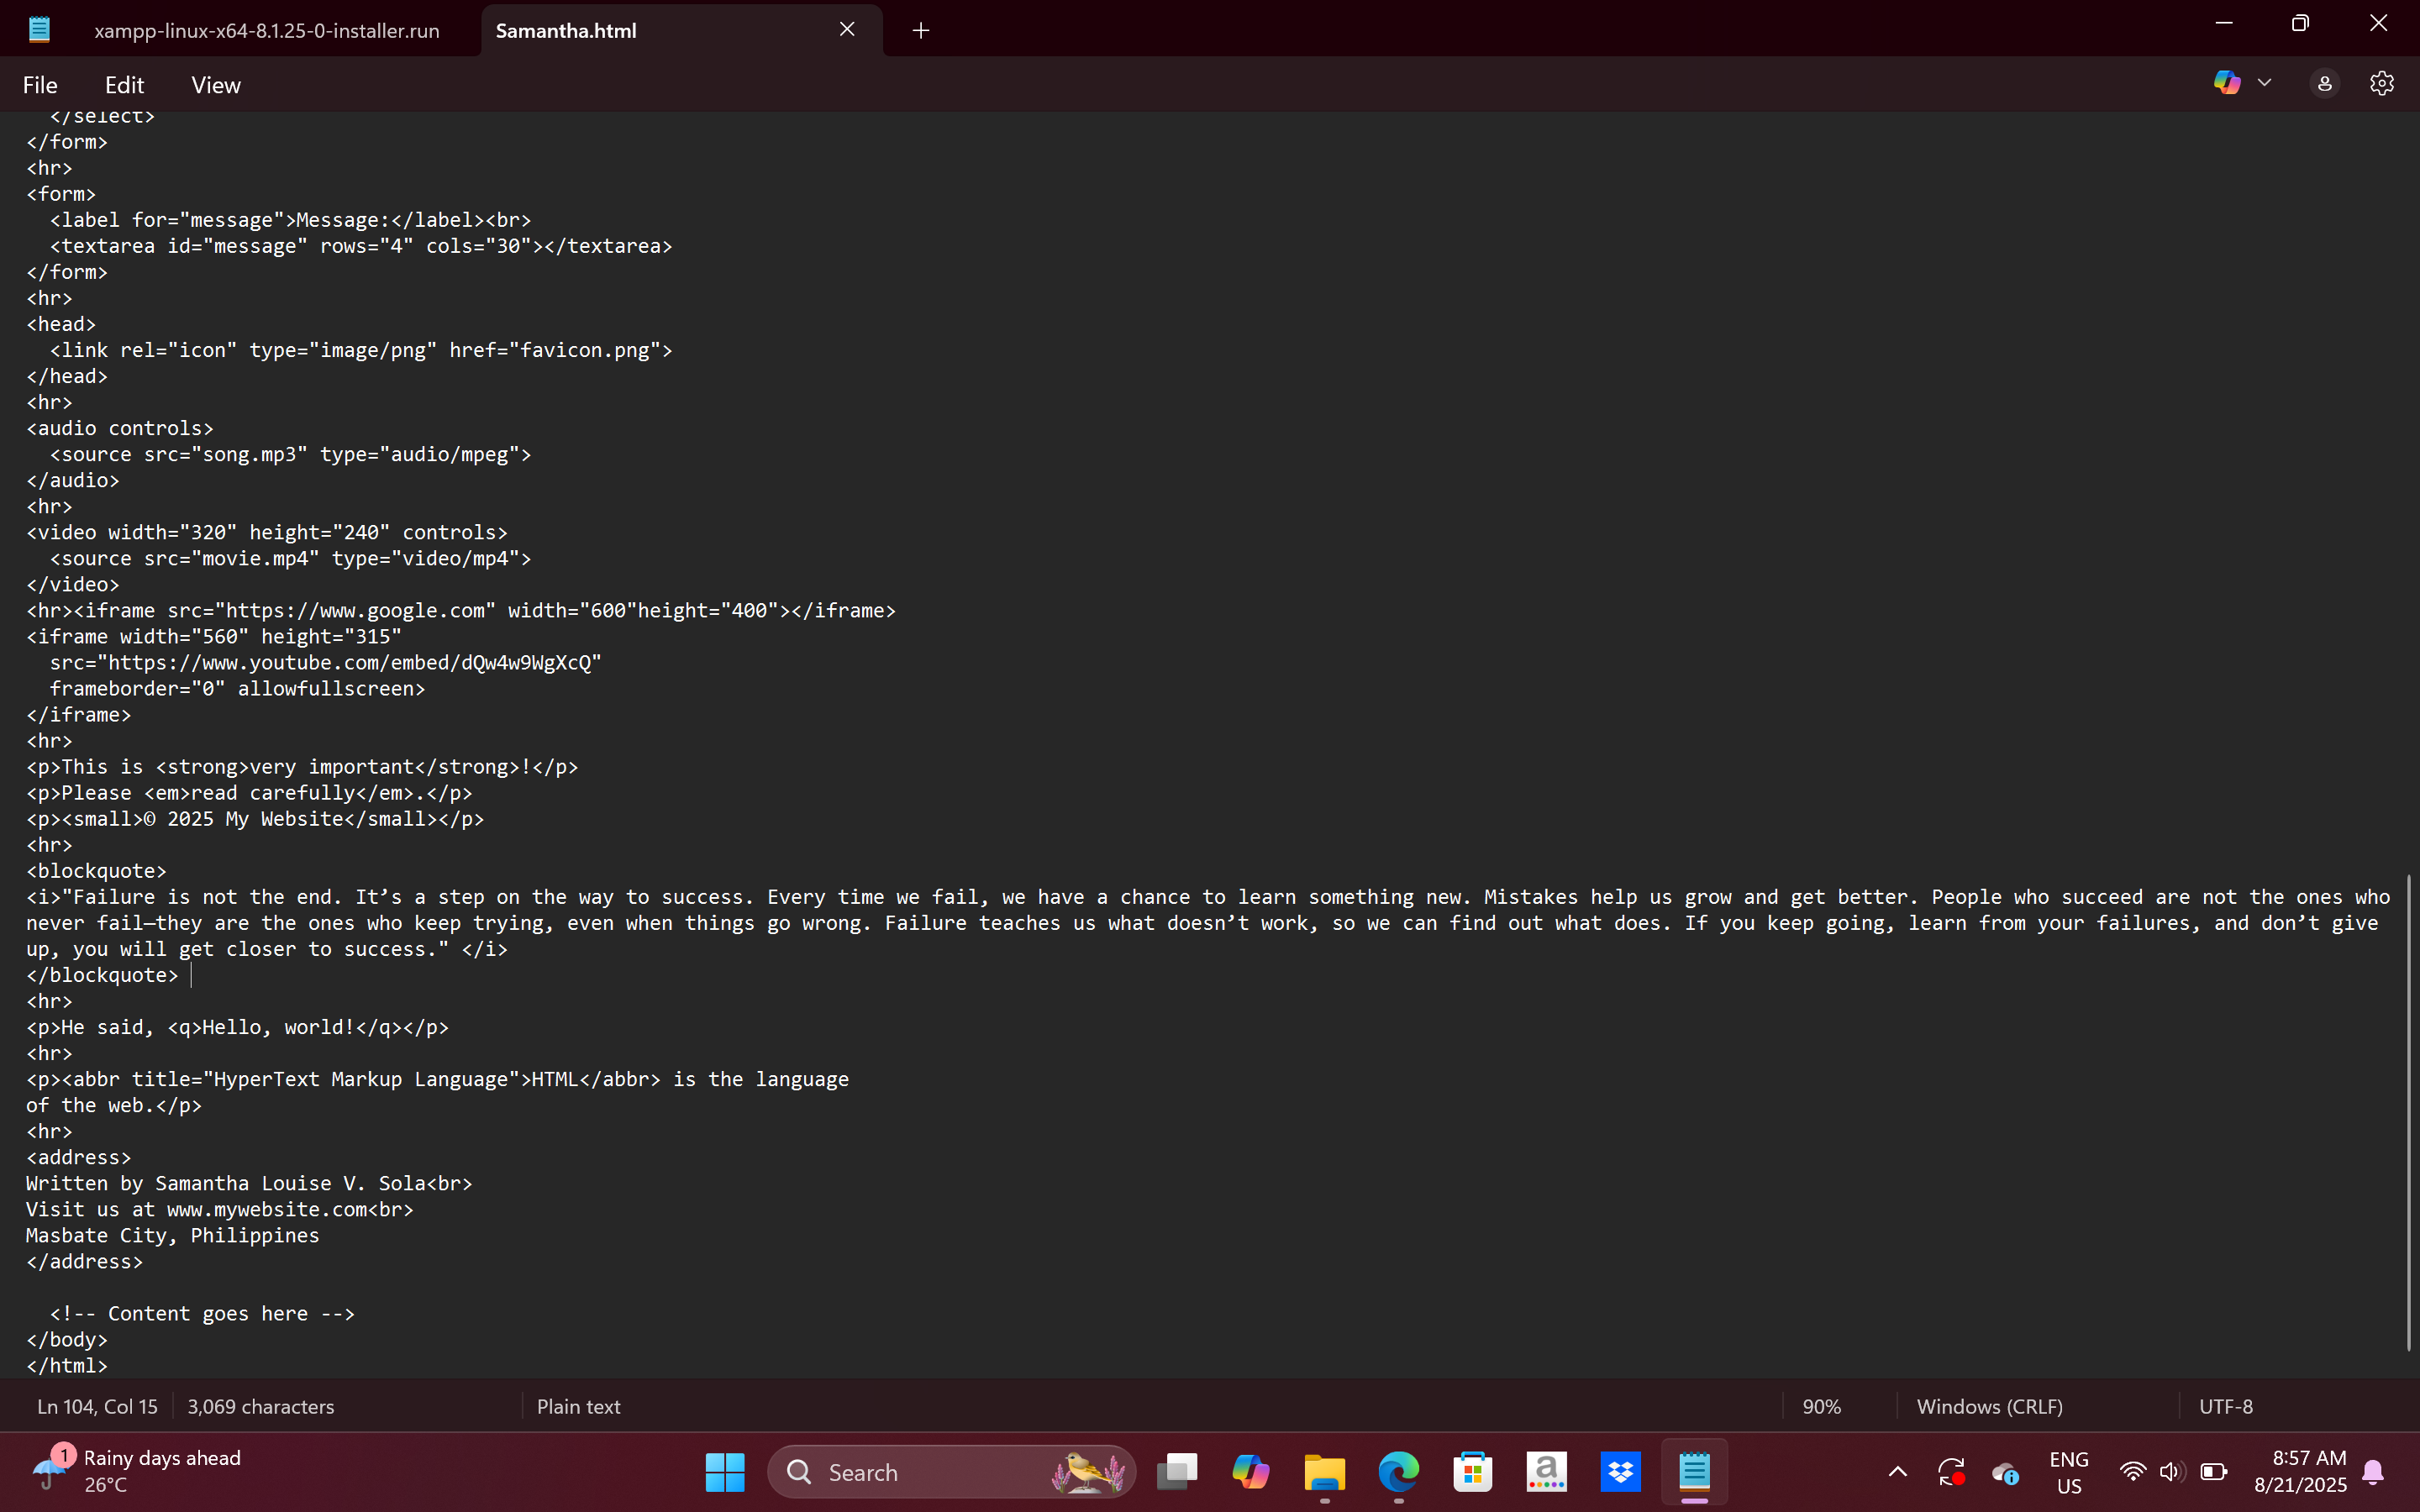 xampp-linux-x64-8.1.25-0-installer.run
Samantha.html
File Edit View
</select>
</form>
<hr>
<form>
<label for="message">Message:</label><br>
<textarea id="message" rows="4" cols="30"></textarea>
</form>
<hr>
<head>
<link rel="icon" type="image/png" href="favicon.png">
</head>
<hr>
<audio controls>
<source src="song.mp3" type="audio/mpeg">
</audio>
<hr>
<video width="320" height="240" controls>
<source src="movie.mp4" type="video/mp4">
</video>
<hr><iframe src="https://www.google.com" width="600"height="400"></iframe>
<iframe width="560" height="315"
src="https://www.youtube.com/embed/dQw4w9WgXcQ"
frameborder="0" allowfullscreen>
</iframe>
<hr>
<p>This is <strong>very important</strong>!</p>
<p>Please <em>read carefully</em>.</p>
<p><small>© 2025 My Website</small></p>
<hr>
<blockquote>
<i>"Failure is not the end. It’s a step on the way to success. Every time we fail, we have a chance to learn something new. Mistakes help us grow and get better. People who succeed are not the ones who
never fail—they are the ones who keep trying, even when things go wrong. Failure teaches us what doesn’t work, so we can find out what does. If you keep going, learn from your failures, and don’t give
up, you will get closer to success." </i>
</blockquote>
<hr>
<p>He said, <q>Hello, world!</q></p>
<hr>
<p><abbr title="HyperText Markup Language">HTML</abbr> is the language
of the web.</p>
<hr>
<address>
Written by Samantha Louise V. Sola<br>
Visit us at www.mywebsite.com<br>
Masbate City, Philippines
</address>
<!-- Content goes here -->
</body>
</html>
Ln 104, Col 15 3,069 characters Plain text 90% Windows (CRLF) UTF-8
1
Rainy days ahead
26°C
Search
a
ENG
US
8:57 AM
8/21/2025